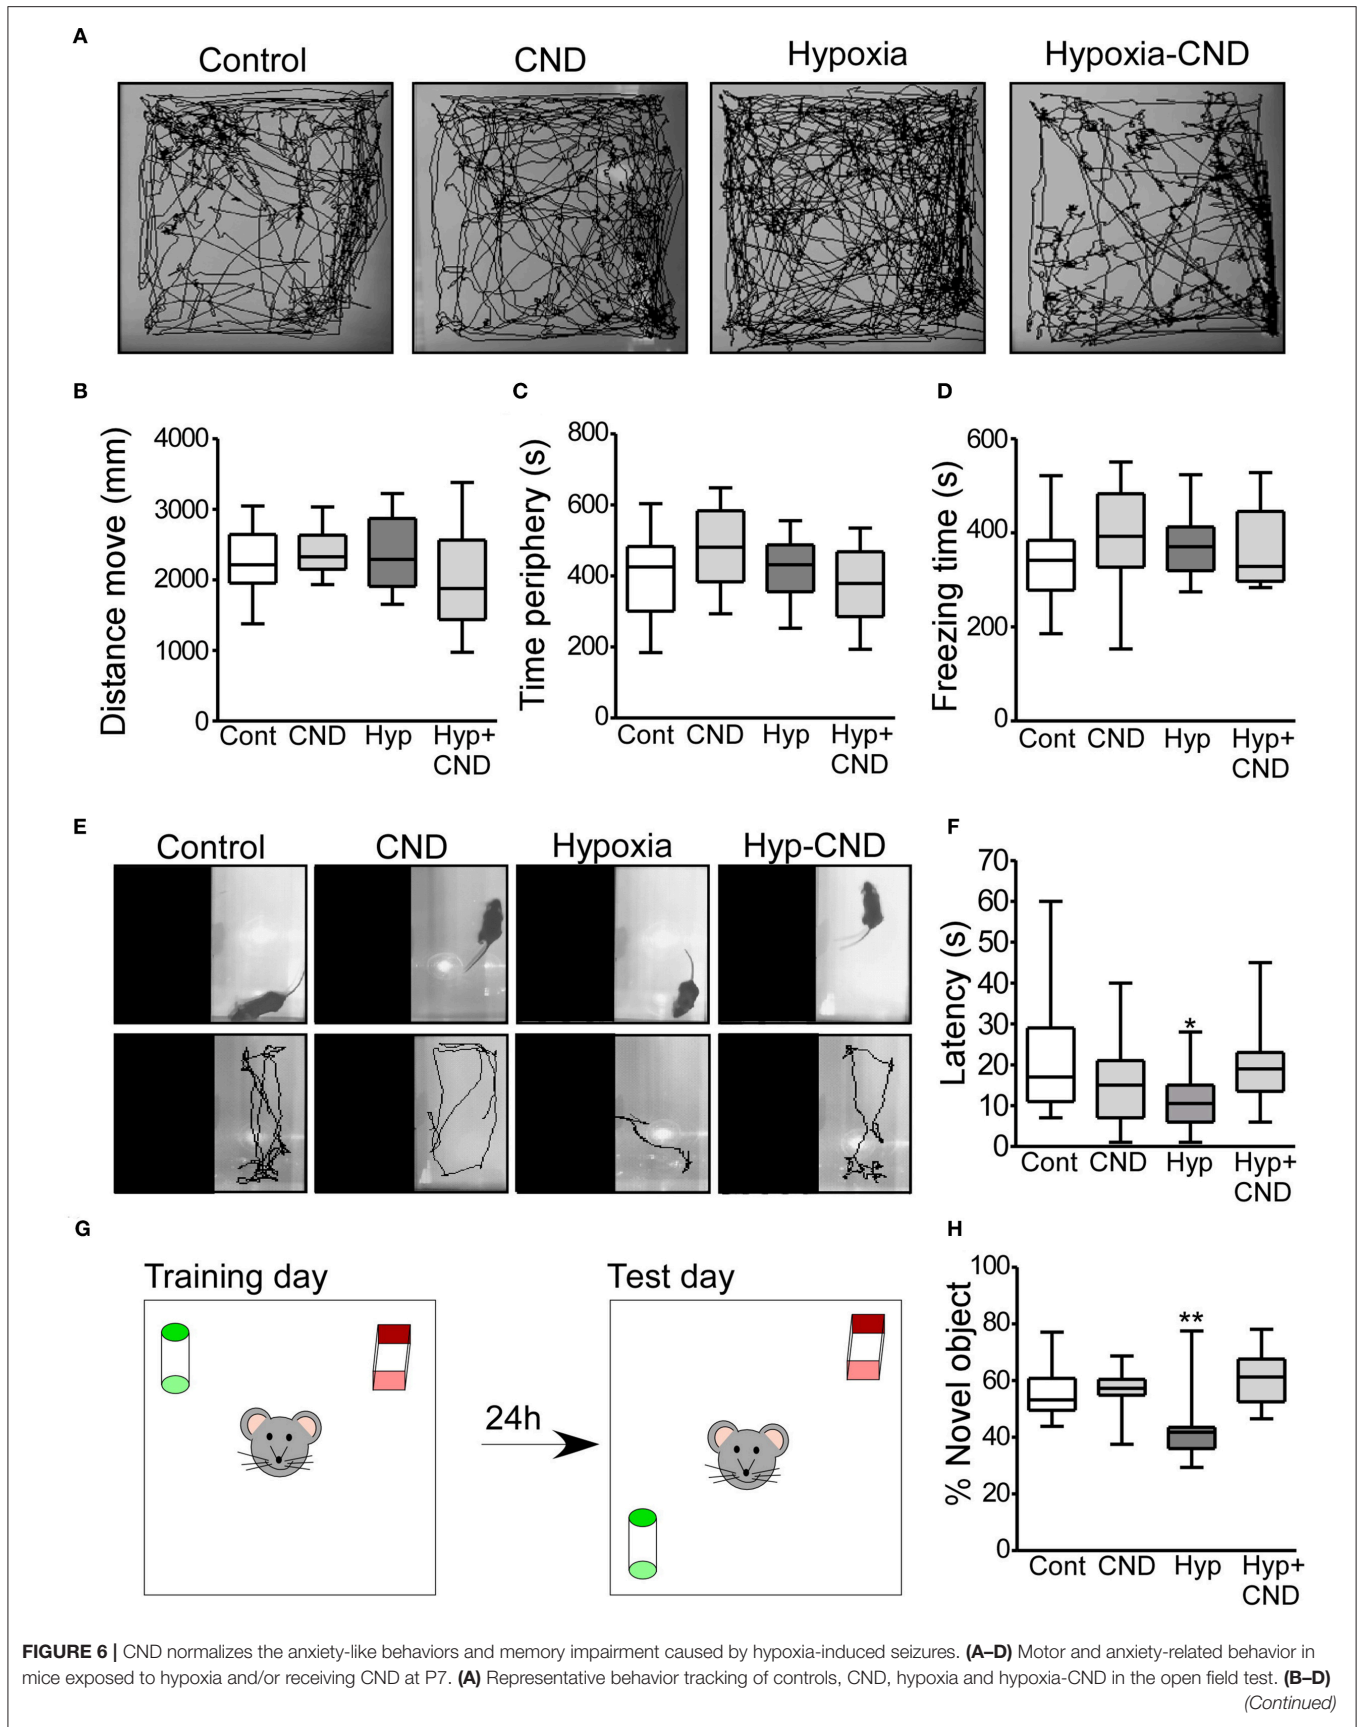 A
Control
CND
Hypoxia
Hypoxia-CND
B
Distance move (mm)
4000
3000
2000
1000
0
Cont
CND
Hyp
Hyp+
CND
C
Time periphery (s)
800
600
400
200
0
Cont
CND
Hyp
Hyp+
CND
D
Freezing time (s)
600
400
200
0
Cont
CND
Hyp
Hyp+
CND
E
Control
CND
Hypoxia
Hyp-CND
F
Latency (s)
70
60
50
40
30
20
10
0
*
Cont
CND
Hyp
Hyp+
CND
G
Training day
24h
Test day
H
% Novel object
100
80
60
40
20
0
**
Cont
CND
Hyp
Hyp+
CND
FIGURE 6 | CND normalizes the anxiety-like behaviors and memory impairment caused by hypoxia-induced seizures. (A–D) Motor and anxiety-related behavior in
mice exposed to hypoxia and/or receiving CND at P7. (A) Representative behavior tracking of controls, CND, hypoxia and hypoxia-CND in the open field test. (B–D)
(Continued)